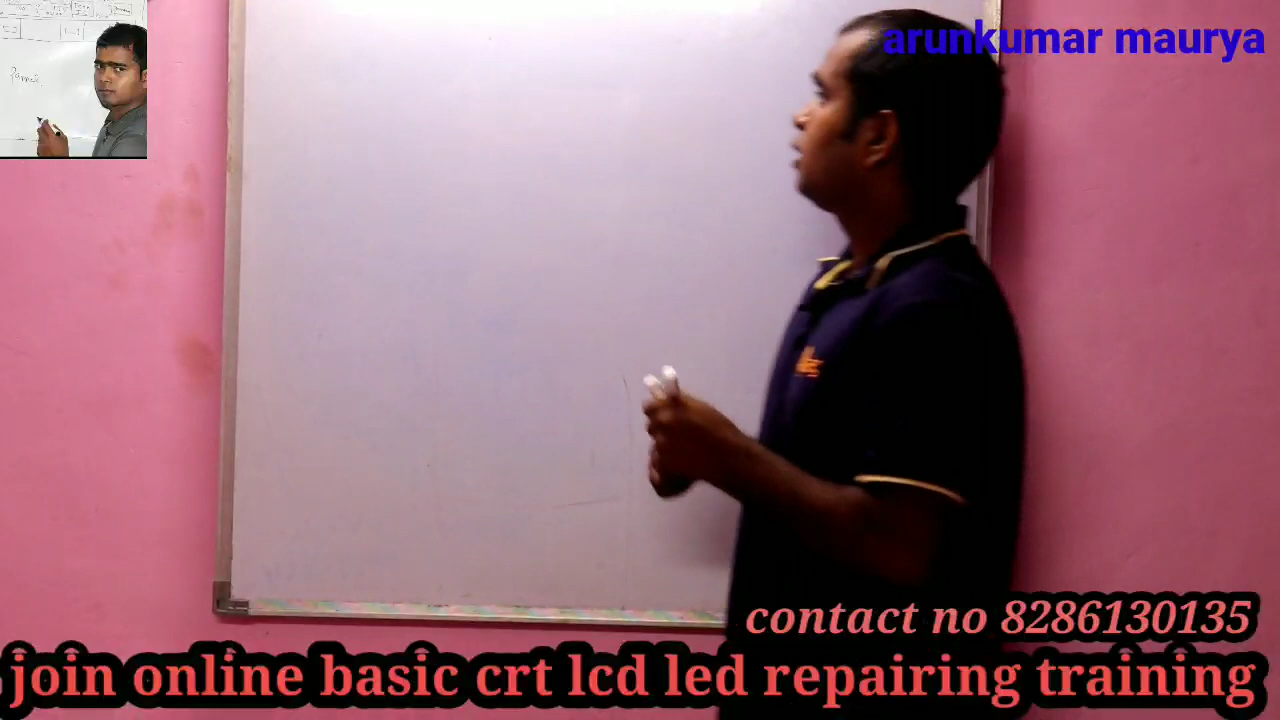 arunkumar maurya
contact no 8286130135
join online basic crt lcd led repairing training